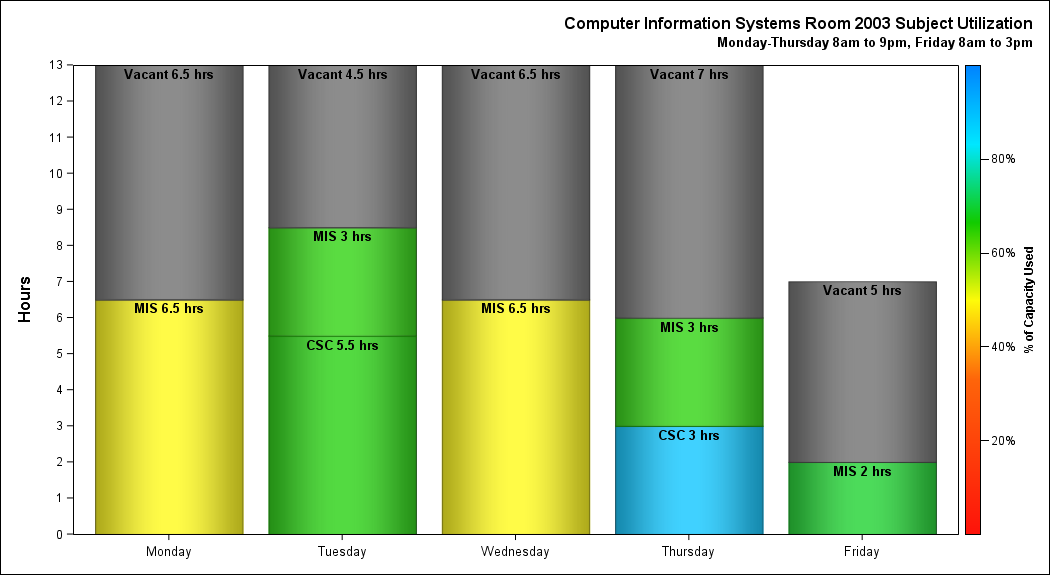 Computer Information Systems Room 2003 Subject Utilization
Monday-Thursday 8am to 9pm, Friday 8am to 3pm
Hours
13
12
11
10
9
8
7
6
5
4
3
2
1
0
Vacant 6.5 hrs
MIS 6.5 hrs
Vacant 4.5 hrs
MIS 3 hrs
CSC 5.5 hrs
Vacant 6.5 hrs
MIS 6.5 hrs
Vacant 7 hrs
MIS 3 hrs
CSC 3 hrs
Vacant 5 hrs
MIS 2 hrs
Monday
Tuesday
Wednesday
Thursday
Friday
80%
60%
40%
20%
% of Capacity Used